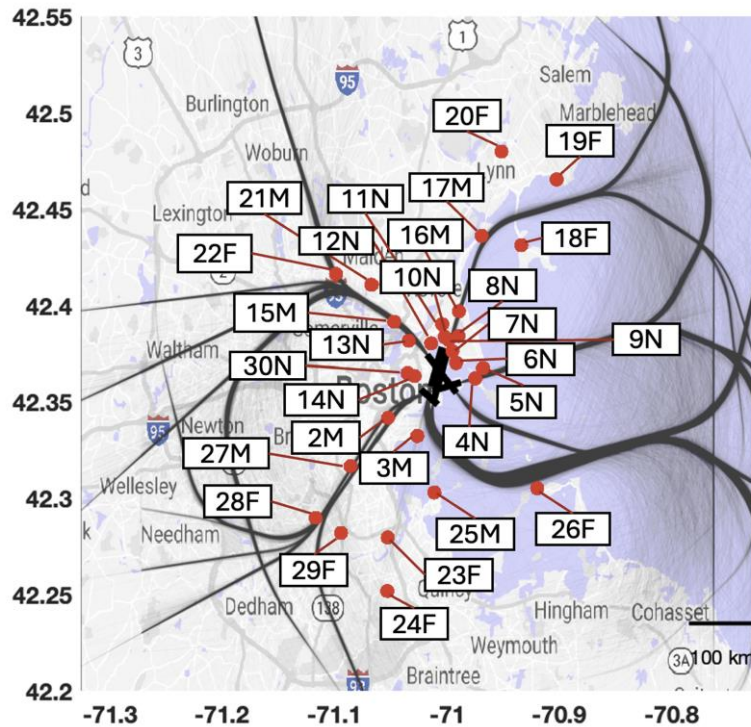 42.55
42.5
42.45
42.4
42.35
42.3
42.25
42.2
-71.3
-71.2
-71.1
-71
-70.9
-70.8
3
1
95
Salem
Burlington
20F
Marblehead
19F
Woburn
Lynn
17M
21M
11N
Lexington
16M
12N
22F
Malden
18F
2
10N
8N
15M
93
7N
Somerville
9N
13N
6N
Waltham
30N
Boston
5N
14N
4N
95
Newton
2M
27M
3M
Wellesley
28F
26F
25M
Needham
29F
23F
Quincy
Dedham
138
24F
Hingham
Cohasset
Weymouth
3A
100 km
Braintree
93